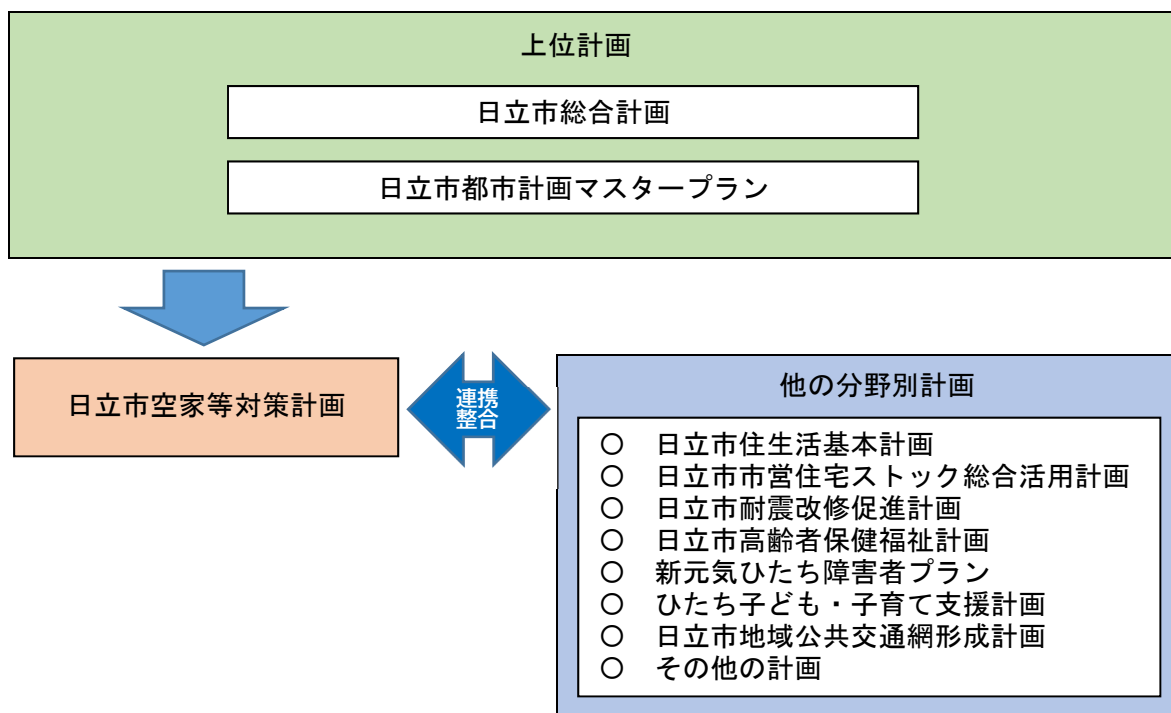 上位計画
日立市総合計画
日立市都市計画マスタープラン
日立市空家等対策計画
連携
整合
他の分野別計画
○ 日立市住生活基本計画
○ 日立市市営住宅ストック総合活用計画
○ 日立市耐震改修促進計画
○ 日立市高齢者保健福祉計画
○ 新元気ひたち障害者プラン
○ ひたち子ども・子育て支援計画
○ 日立市地域公共交通網形成計画
○ その他の計画